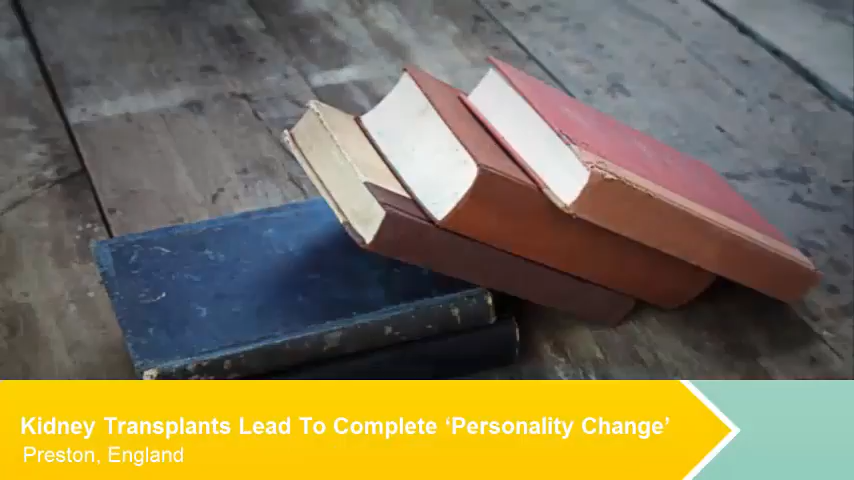 Kidney Transplants Lead To Complete ‘Personality Change’
Preston, England